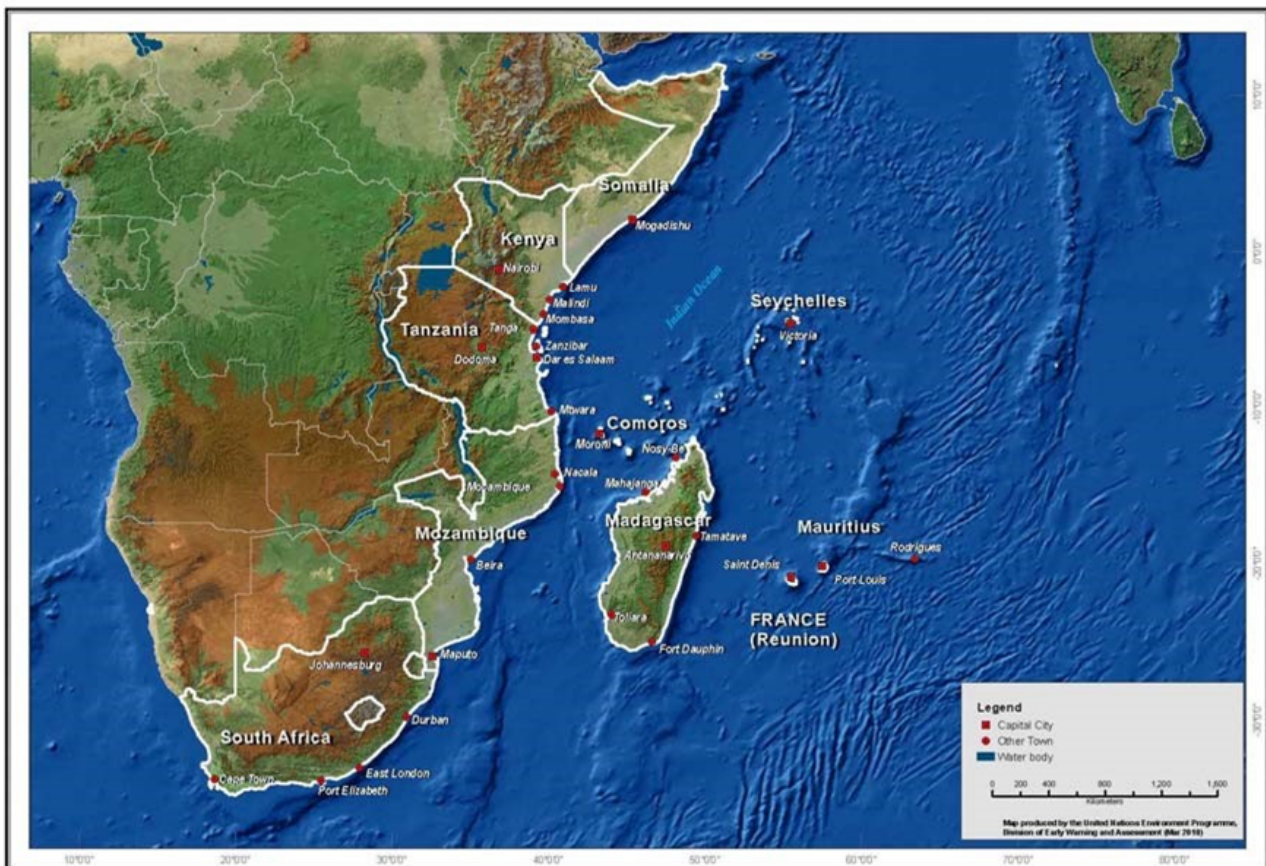 Somalia
Mogadishu
Kenya
Nairobi
Lamu
Malindi
Mombasa
Tanzania
Tanga
Zanzibar
Dodoma
Dar es Salaam
Mtwara
Indian Ocean
Seychelles
Victoria
Comoros
Moroni
Nosy-Be
Nacala
Mocambique
Mahajanga
Madagascar
Mozambique
Tamatave
Antananarivo
Beira
Mauritius
Rodrigues
Saint Denis
Port-Louis
Toliara
FRANCE
(Reunion)
Fort Dauphin
Johannesburg
Maputo
Durban
South Africa
East London
Cape Town
Port Elizabeth
Legend
Capital City
Other Town
Water body
0 400 800 1,200 1,600
Kilometers
Map produced by the United Nations Environment Programme,
Division of Early Warning and Assessment (Mar 2010)
10°0'0" 20°0'0" 30°0'0" 40°0'0" 50°0'0" 60°0'0" 70°0'0" 80°0'0"
10°0'0"
0°0'0"
-10°0'0"
-20°0'0"
-30°0'0"